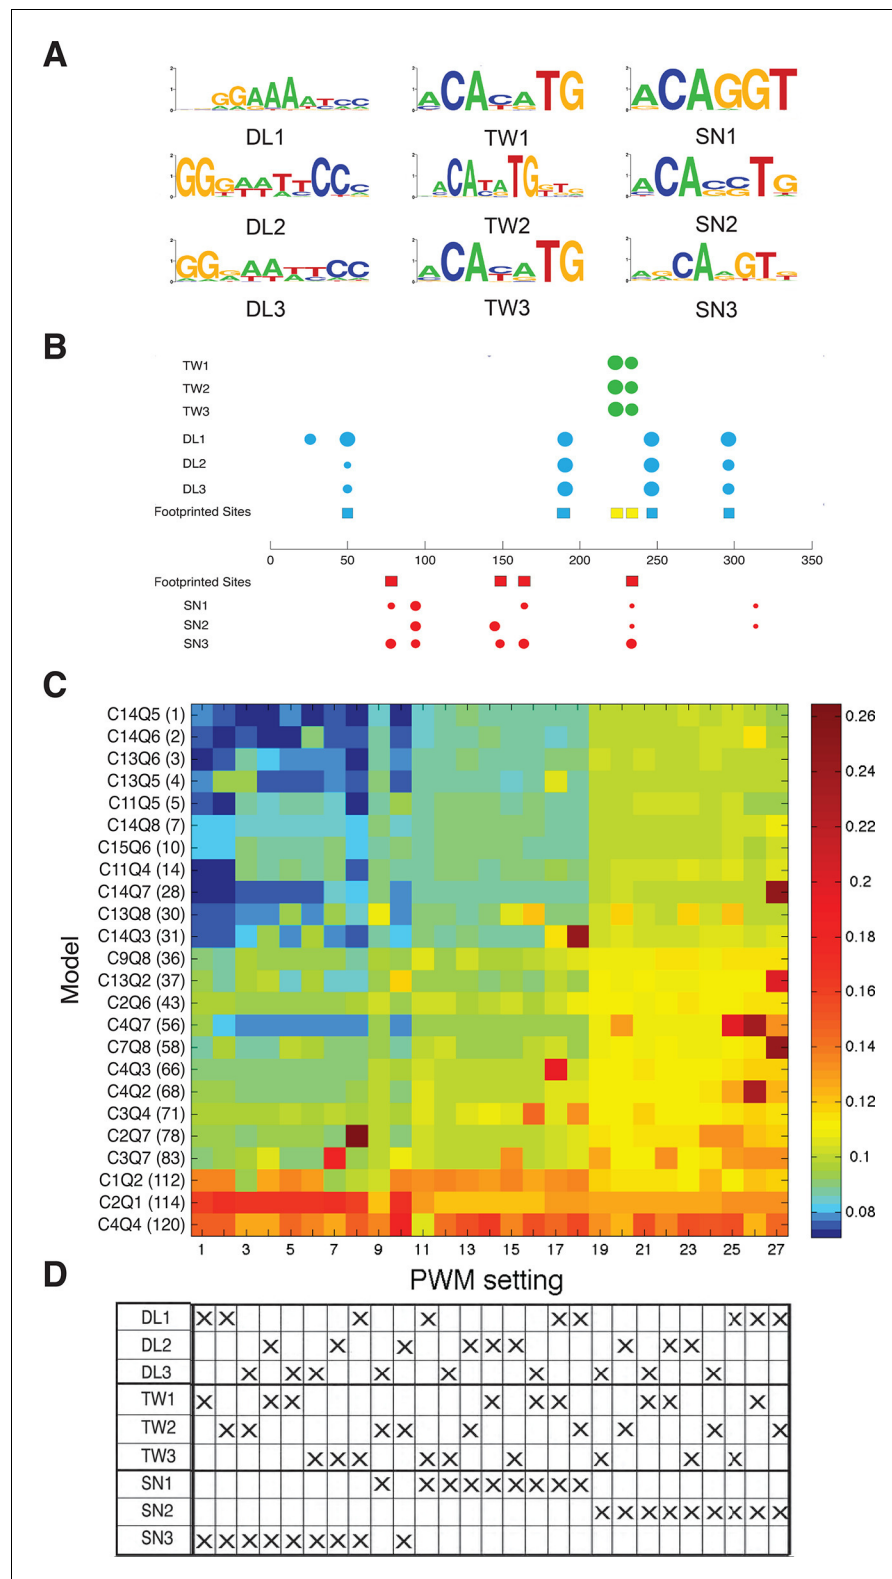 A
DL1 TW1 SN1
DL2 TW2 SN2
DL3 TW3 SN3
B
TW1
TW2
TW3
DL1
DL2
DL3
Footprinted Sites
0 50 100 150 200 250 300 350
Footprinted Sites
SN1
SN2
SN3
C
Model
C14Q5 (1)
C14Q6 (2)
C13Q6 (3)
C13Q5 (4)
C11Q5 (5)
C14Q8 (7)
C15Q6 (10)
C11Q4 (14)
C14Q7 (28)
C13Q8 (30)
C14Q3 (31)
C9Q8 (36)
C13Q2 (37)
C2Q6 (43)
C4Q7 (56)
C7Q8 (58)
C4Q3 (66)
C4Q2 (68)
C3Q4 (71)
C2Q7 (78)
C3Q7 (83)
C1Q2 (112)
C2Q1 (114)
C4Q4 (120)
1 3 5 7 9 11 13 15 17 19 21 23 25 27
PWM setting
0.26
0.24
0.22
0.2
0.18
0.16
0.14
0.12
0.1
0.08
D
DL1 X X X X X X X X X
DL2 X X X X X X X X X
DL3 X X X X X X X X X
TW1 X X X X X X X X X
TW2 X X X X X X X X X
TW3 X X X X X X X X X
SN1 X X X X X X X X X
SN2 X X X X X X X X X
SN3 X X X X X X X X X